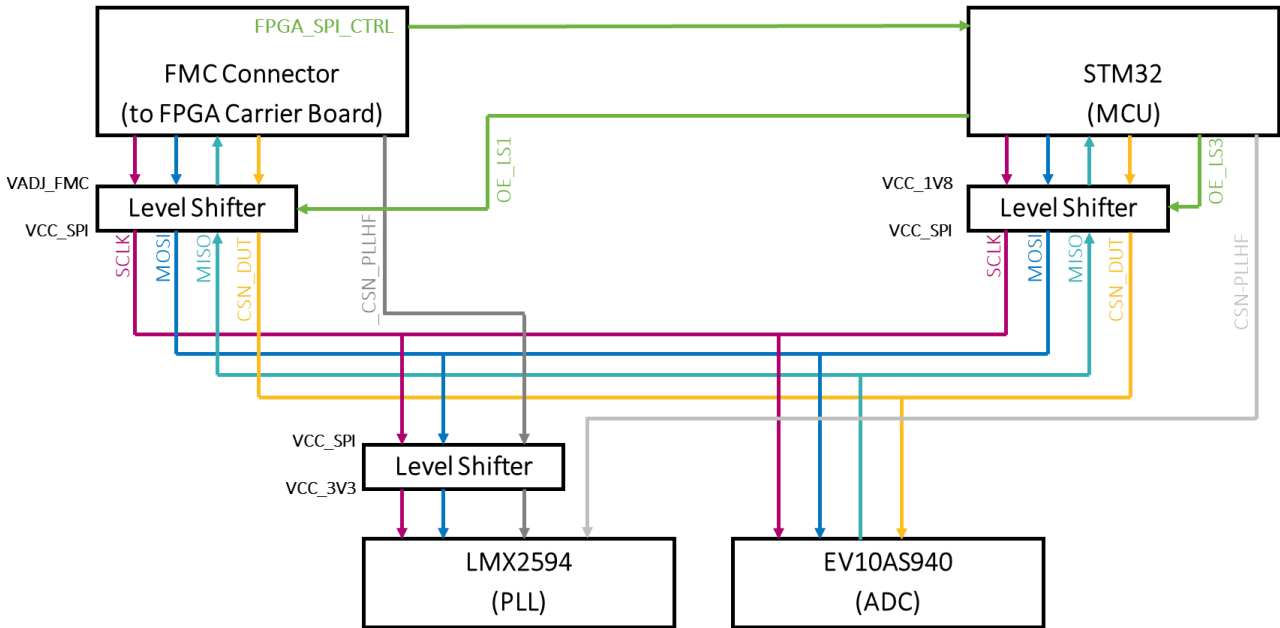 FPGA_SPI_CTRL
FMC Connector
(to FPGA Carrier Board)
STM32
(MCU)
OE_LS1
OE_LS3
VADJ_FMC
Level Shifter
VCC_SPI
VCC_1V8
Level Shifter
VCC_SPI
SCLK
MOSI
MISO
CSN_DUT
_CSN_PLLHF
SCLK
MOSI
MISO
CSN_DUT
CSN-PLLHF
VCC_SPI
Level Shifter
VCC_3V3
LMX2594
(PLL)
EV10AS940
(ADC)